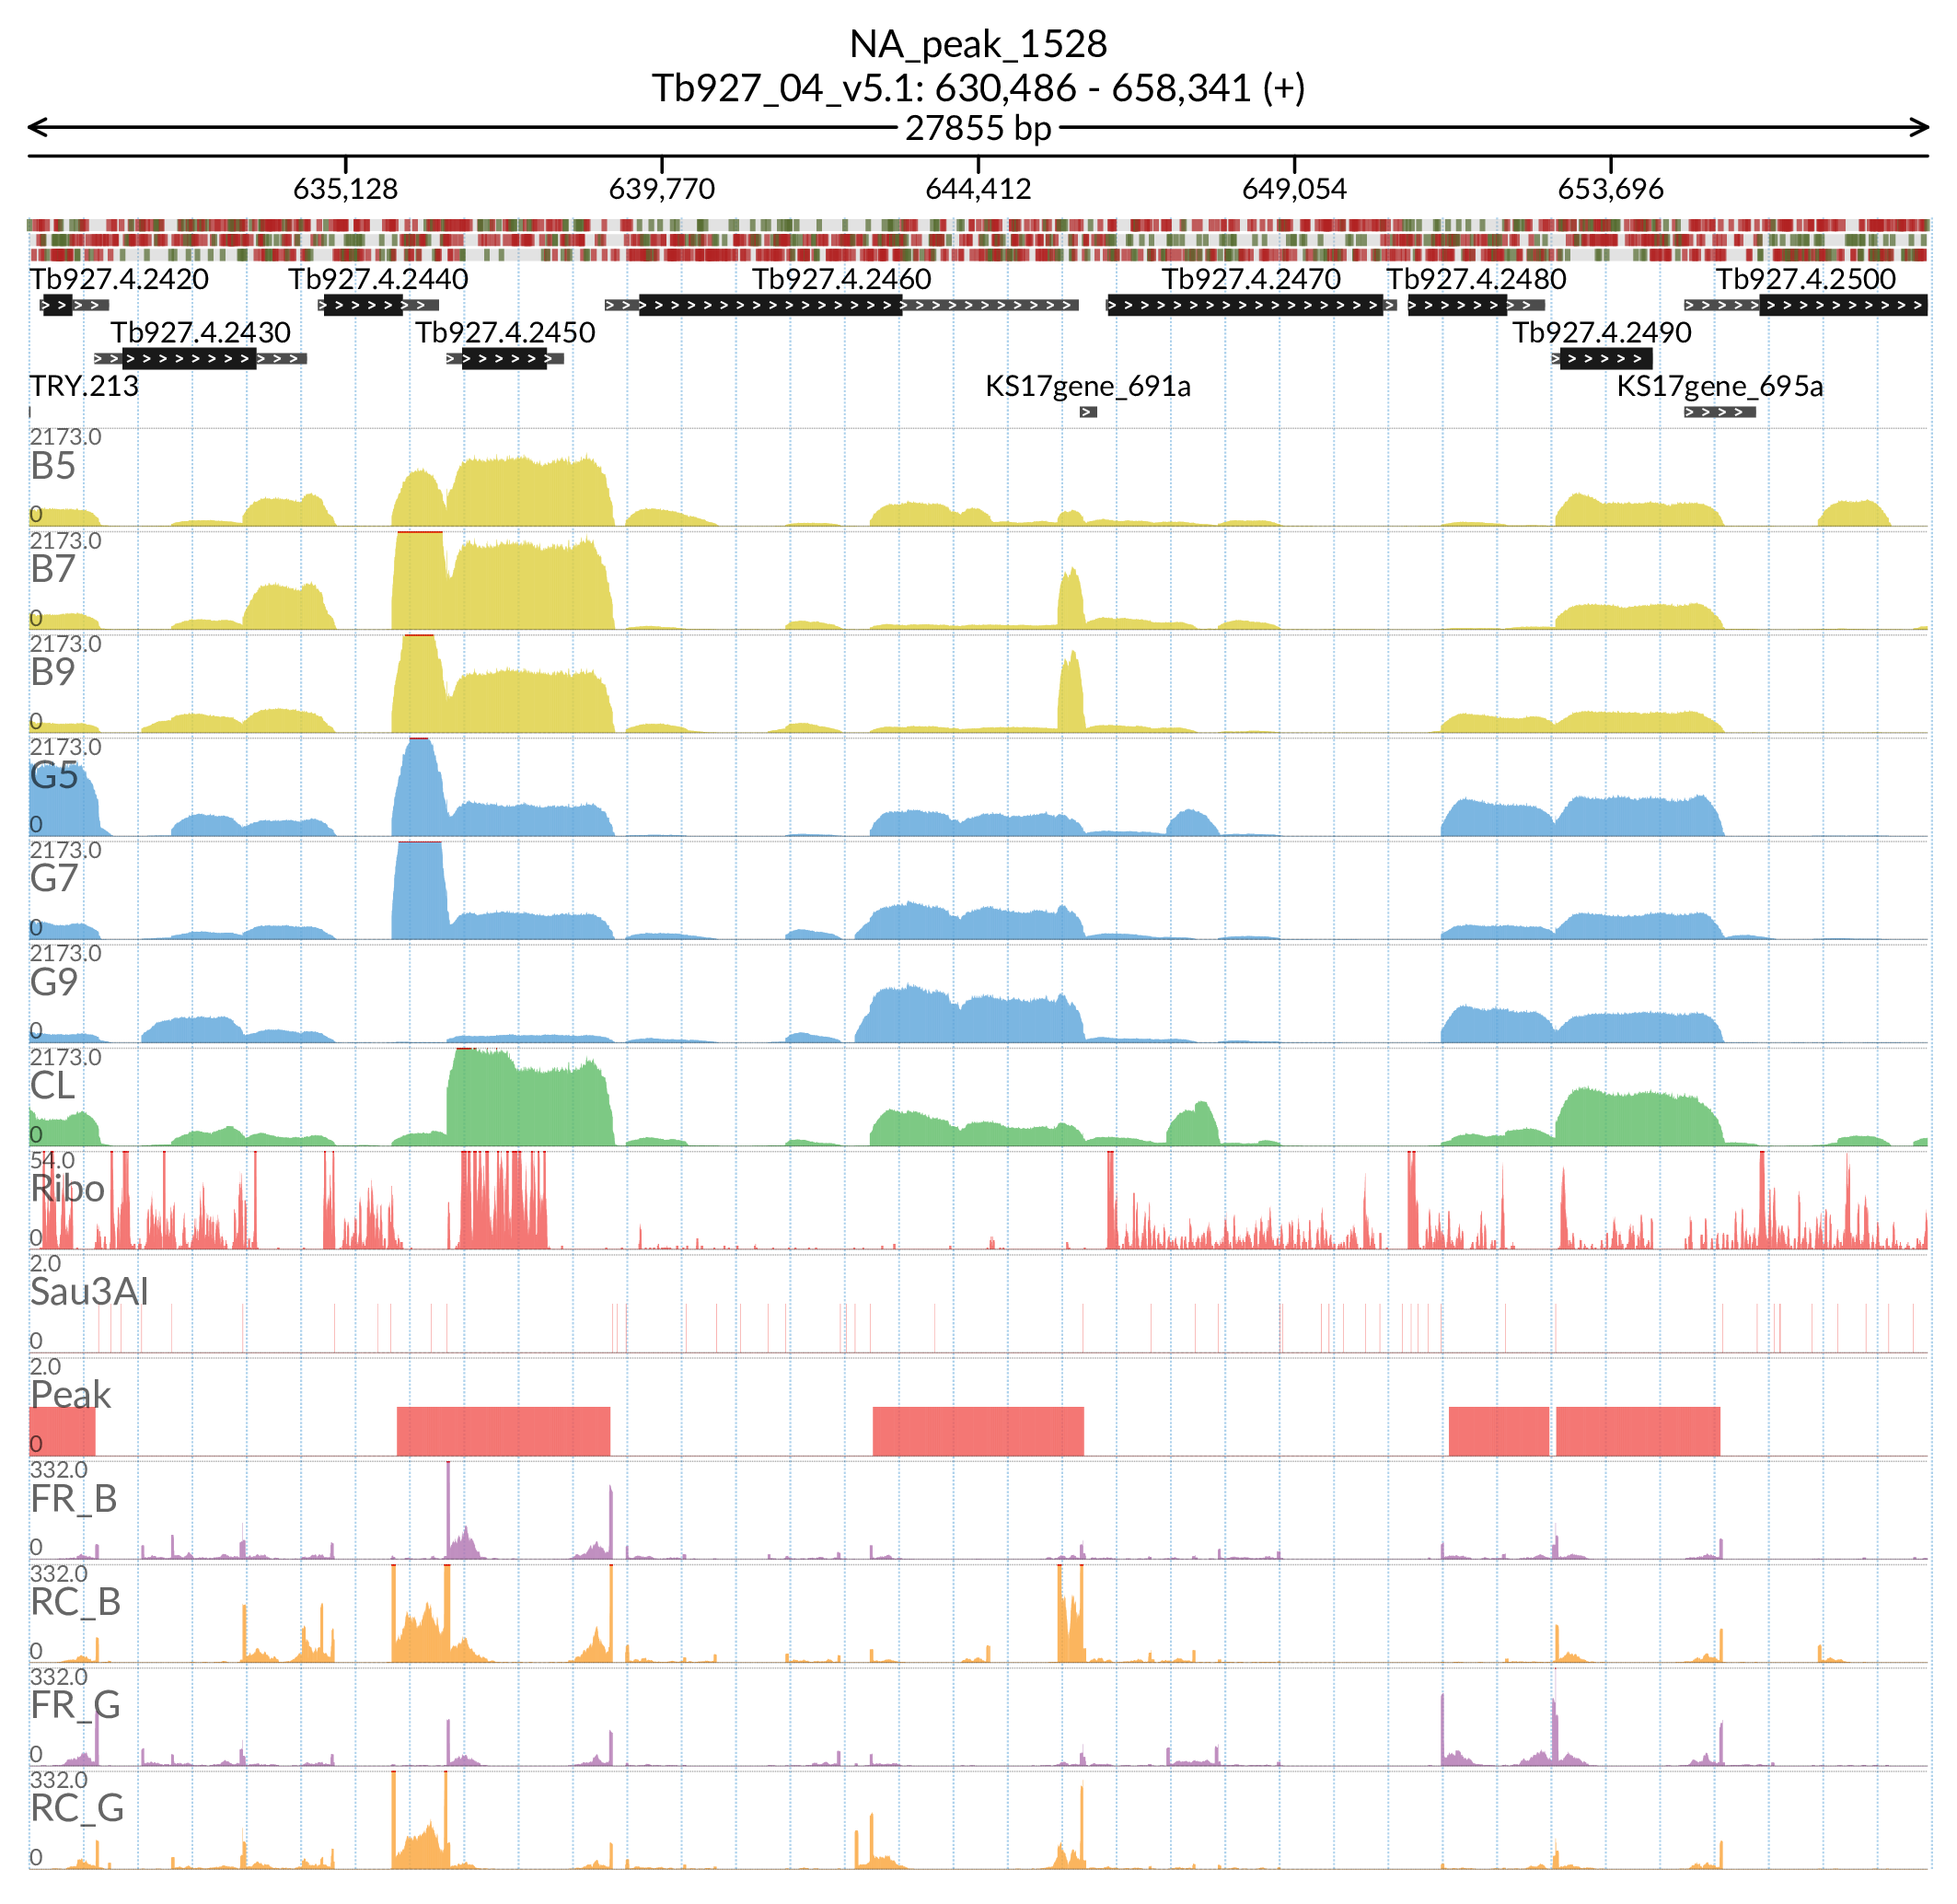 NA_peak_1528
Tb927_04_v5.1: 630,486 - 658,341 (+)
27855 bp
635,128 639,770 644,412 649,054 653,696
Tb927.4.2420 Tb927.4.2440 Tb927.4.2460 Tb927.4.2470 Tb927.4.2480 Tb927.4.2500
Tb927.4.2430 Tb927.4.2450 Tb927.4.2490
TRY.213 KS17gene_691a KS17gene_695a
2173.0
B5
0
2173.0
B7
0
2173.0
B9
0
2173.0
G5
0
2173.0
G7
0
2173.0
G9
0
2173.0
CL
0
54.0
Ribo
0
2.0
Sau3AI
0
2.0
Peak
0
332.0
FR_B
0
332.0
RC_B
0
332.0
FR_G
0
332.0
RC_G
0